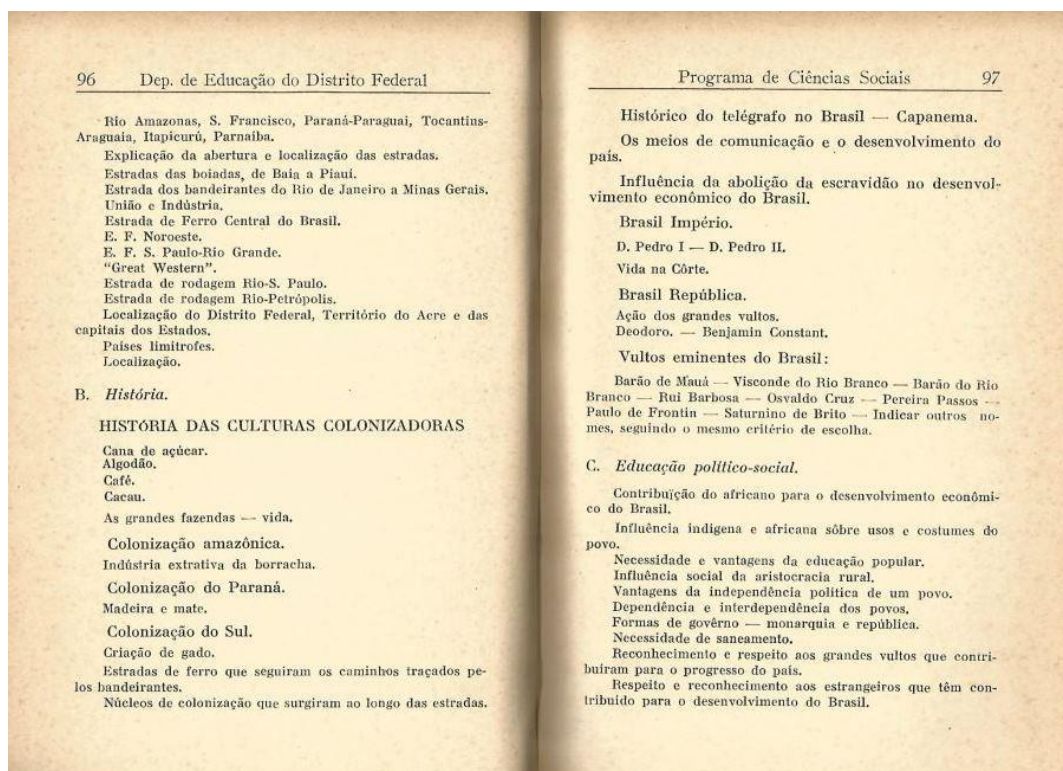 96 Dep. de Educação do Distrito Federal
Rio Amazonas, S. Francisco, Paraná-Paraguai, Tocantins-
Araguaia, Itapicurú, Parnaíba.
Explicação da abertura e localização das estradas.
Estradas das boiadas, de Baia a Piauí.
Estrada dos bandeirantes do Rio de Janeiro a Minas Gerais.
União e Indústria.
Estrada de Ferro Central do Brasil.
E. F. Noroeste.
E. F. S. Paulo-Rio Grande.
"Great Western".
Estrada de rodagem Rio-S. Paulo.
Estrada de rodagem Rio-Petrópolis.
Localização do Distrito Federal, Território do Acre e das
capitais dos Estados.
Países limítrofes.
Localização.
B. História.
HISTÓRIA DAS CULTURAS COLONIZADORAS
Cana de açúcar.
Algodão.
Café.
Cacau.
As grandes fazendas — vida.
Colonização amazônica.
Indústria extrativa da borracha.
Colonização do Paraná.
Madeira e mate.
Colonização do Sul.
Criação de gado.
Estradas de ferro que seguiram os caminhos traçados pe-
los bandeirantes.
Núcleos de colonização que surgiram ao longo das estradas.
Programa de Ciências Sociais 97
Histórico do telégrafo no Brasil — Capanema.
Os meios de comunicação e o desenvolvimento do
país.
Influência da abolição da escravidão no desenvol-
vimento econômico do Brasil.
Brasil Império.
D. Pedro I — D. Pedro II.
Vida na Côrte.
Brasil República.
Ação dos grandes vultos.
Deodoro. — Benjamin Constant.
Vultos eminentes do Brasil:
Barão de Mauá — Visconde do Rio Branco — Barão do Rio
Branco — Rui Barbosa — Osvaldo Cruz — Pereira Passos —
Paulo de Frontin — Saturnino de Brito — Indicar outros no-
mes, seguindo o mesmo critério de escolha.
C. Educação político-social.
Contribuïção do africano para o desenvolvimento econômi-
co do Brasil.
Influência indígena e africana sôbre usos e costumes do
povo.
Necessidade e vantagens da educação popular.
Influência social da aristocracia rural.
Vantagens da independência política de um povo.
Dependência e interdependência dos povos.
Formas de govêrno — monarquia e república.
Necessidade de saneamento.
Reconhecimento e respeito aos grandes vultos que contri-
buíram para o progresso do país.
Respeito e reconhecimento aos estrangeiros que têm con-
tribuído para o desenvolvimento do Brasil.